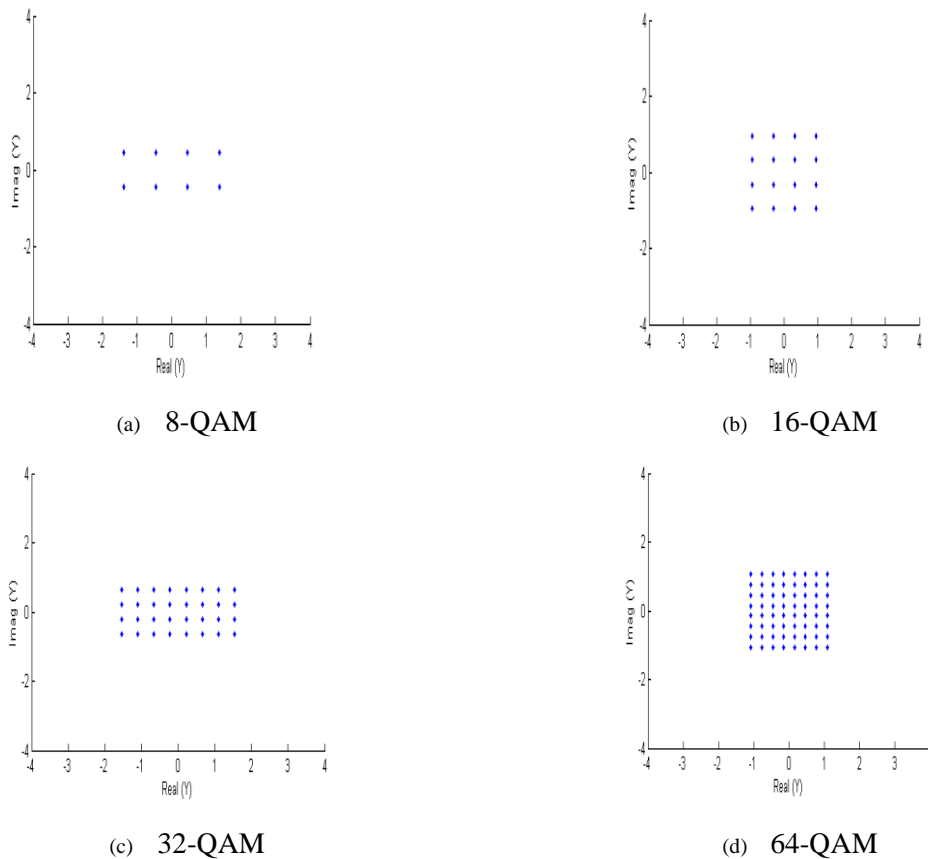 4
2
0
-2
-4
Imag (Y)
-4 -3 -2 -1 0 1 2 3 4
Real (Y)
(a) 8-QAM
4
2
0
-2
-4
Imag (Y)
-4 -3 -2 -1 0 1 2 3 4
Real (Y)
(b) 16-QAM
4
2
0
-2
-4
Imag (Y)
-4 -3 -2 -1 0 1 2 3 4
Real (Y)
(c) 32-QAM
4
2
0
-2
-4
Imag (Y)
-4 -3 -2 -1 0 1 2 3
Real (Y)
(d) 64-QAM